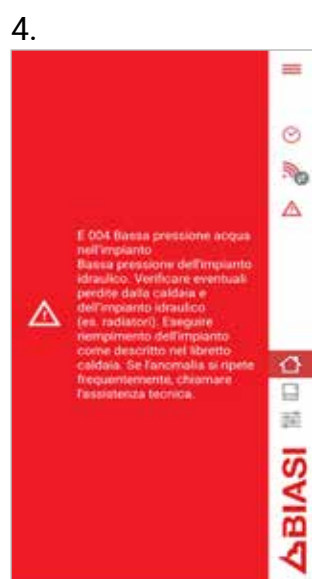 4.
E 004 Bassa pressione acqua
nell'impianto
Bassa pressione dell'impianto
idraulico. Verificare eventuali
perdite dalla caldaia e
dell'impianto idraulico
(es. radiatori). Eseguire
riempimento dell'impianto
come descritto nel libretto
caldaia. Se l'anomalia si ripete
frequentemente, chiamare
l'assistenza tecnica.
BIASI